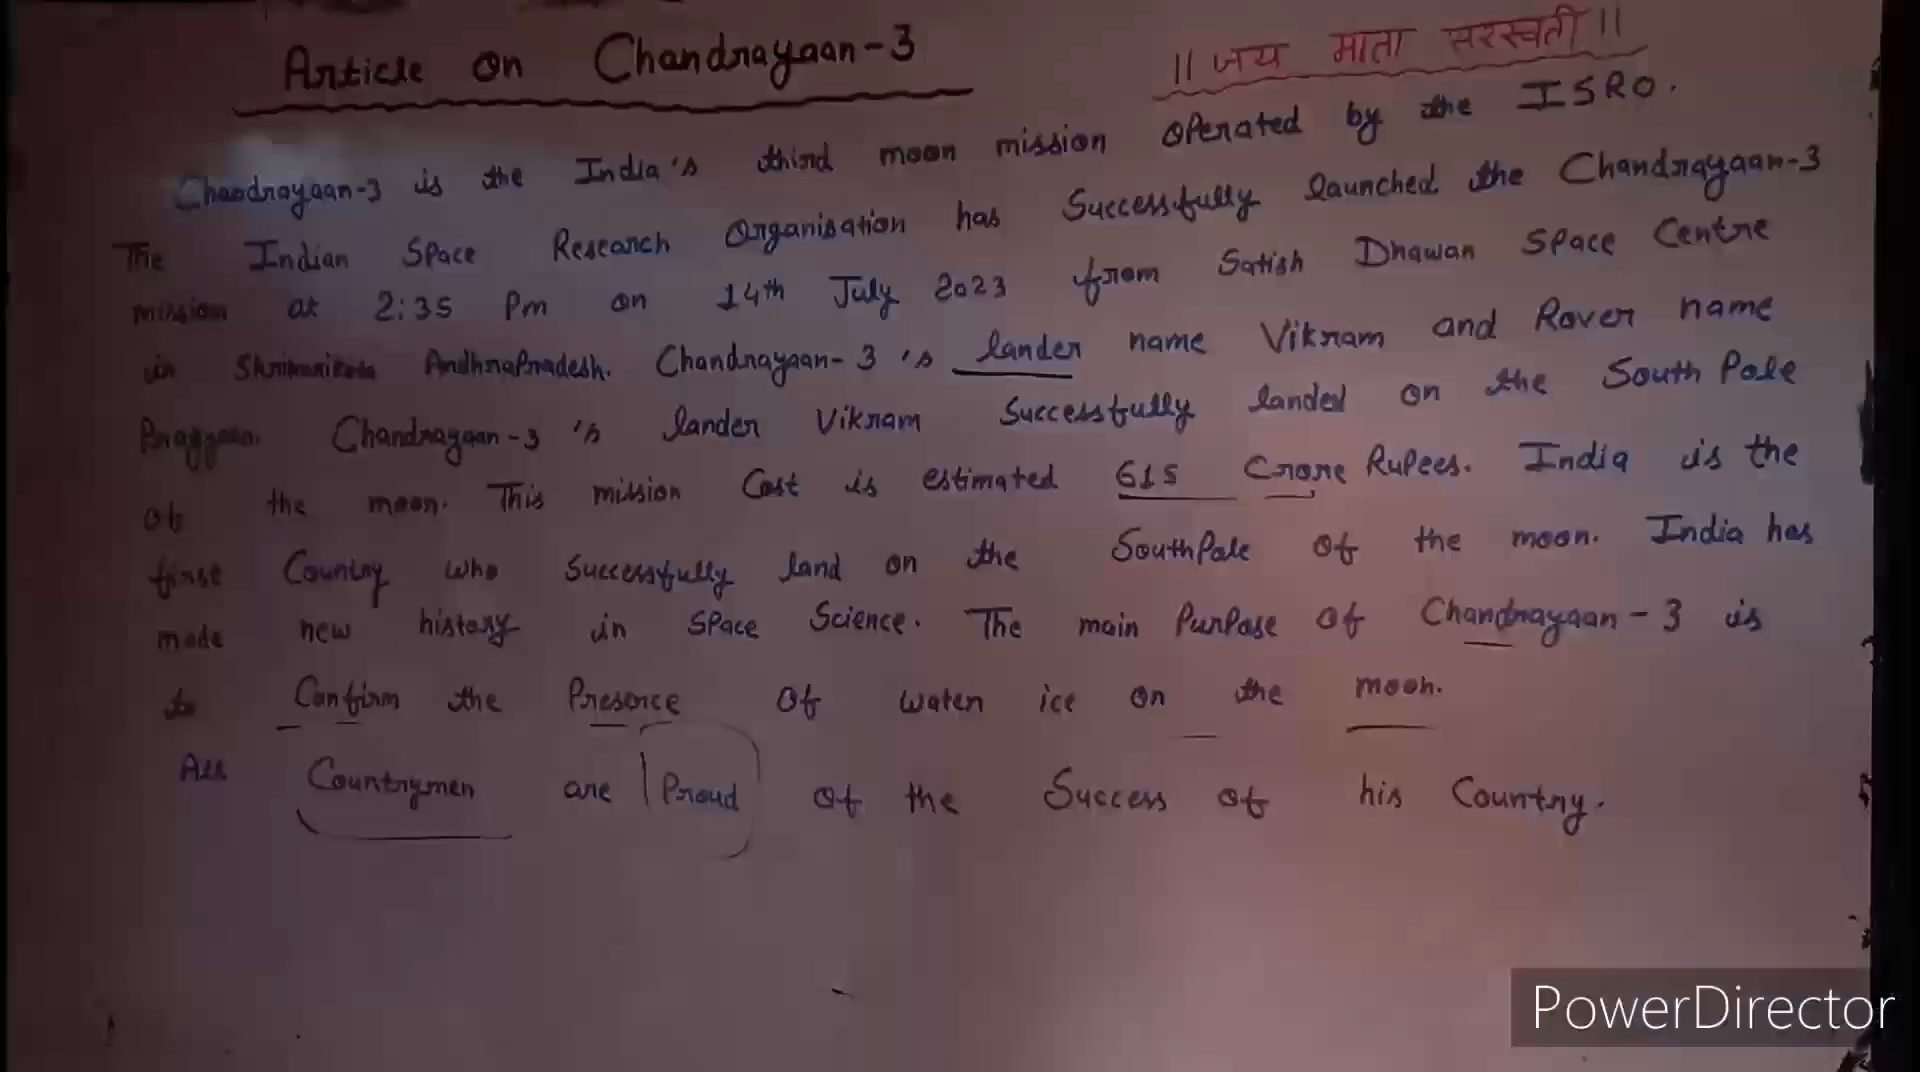 Article on Chandrayaan-3
॥ जय माता सरस्वती ॥
Chandrayaan-3 is the India's third moon mission operated by the ISRO.
The Indian Space Research Organisation has Successfully launched the Chandrayaan-3
mission at 2:35 Pm on 14th July 2023 from Satish Dhawan Space Centre
in Shriharikota AndhraPradesh. Chandrayaan-3's lander name Vikram and Rover name
Pragyaan. Chandrayaan-3's lander Vikram Successfully landed on the South Pole
of the moon. This mission Cost is estimated 615 Crore Rupees. India is the
first Country who Successfully land on the SouthPole of the moon. India has
made new history in Space Science. The main Purpose of Chandrayaan-3 is
to Confirm the Presence of water ice on the moon.
All Countrymen are Proud of the Success of his Country.
PowerDirector